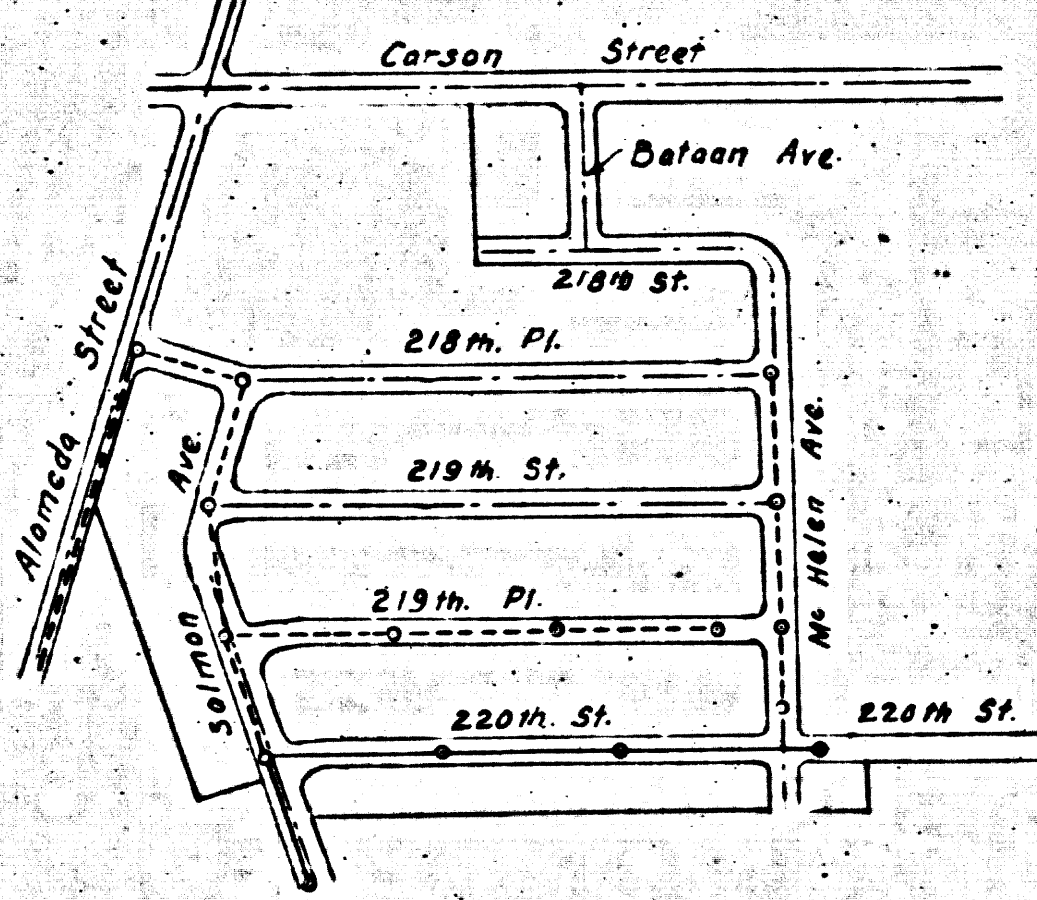 Carson Street
Bataan Ave.
218th St.
218th. Pl.
Alameda Street
219th St.
Salmon Ave.
Mc Helen Ave.
219th. Pl.
220th. St.
220th St.